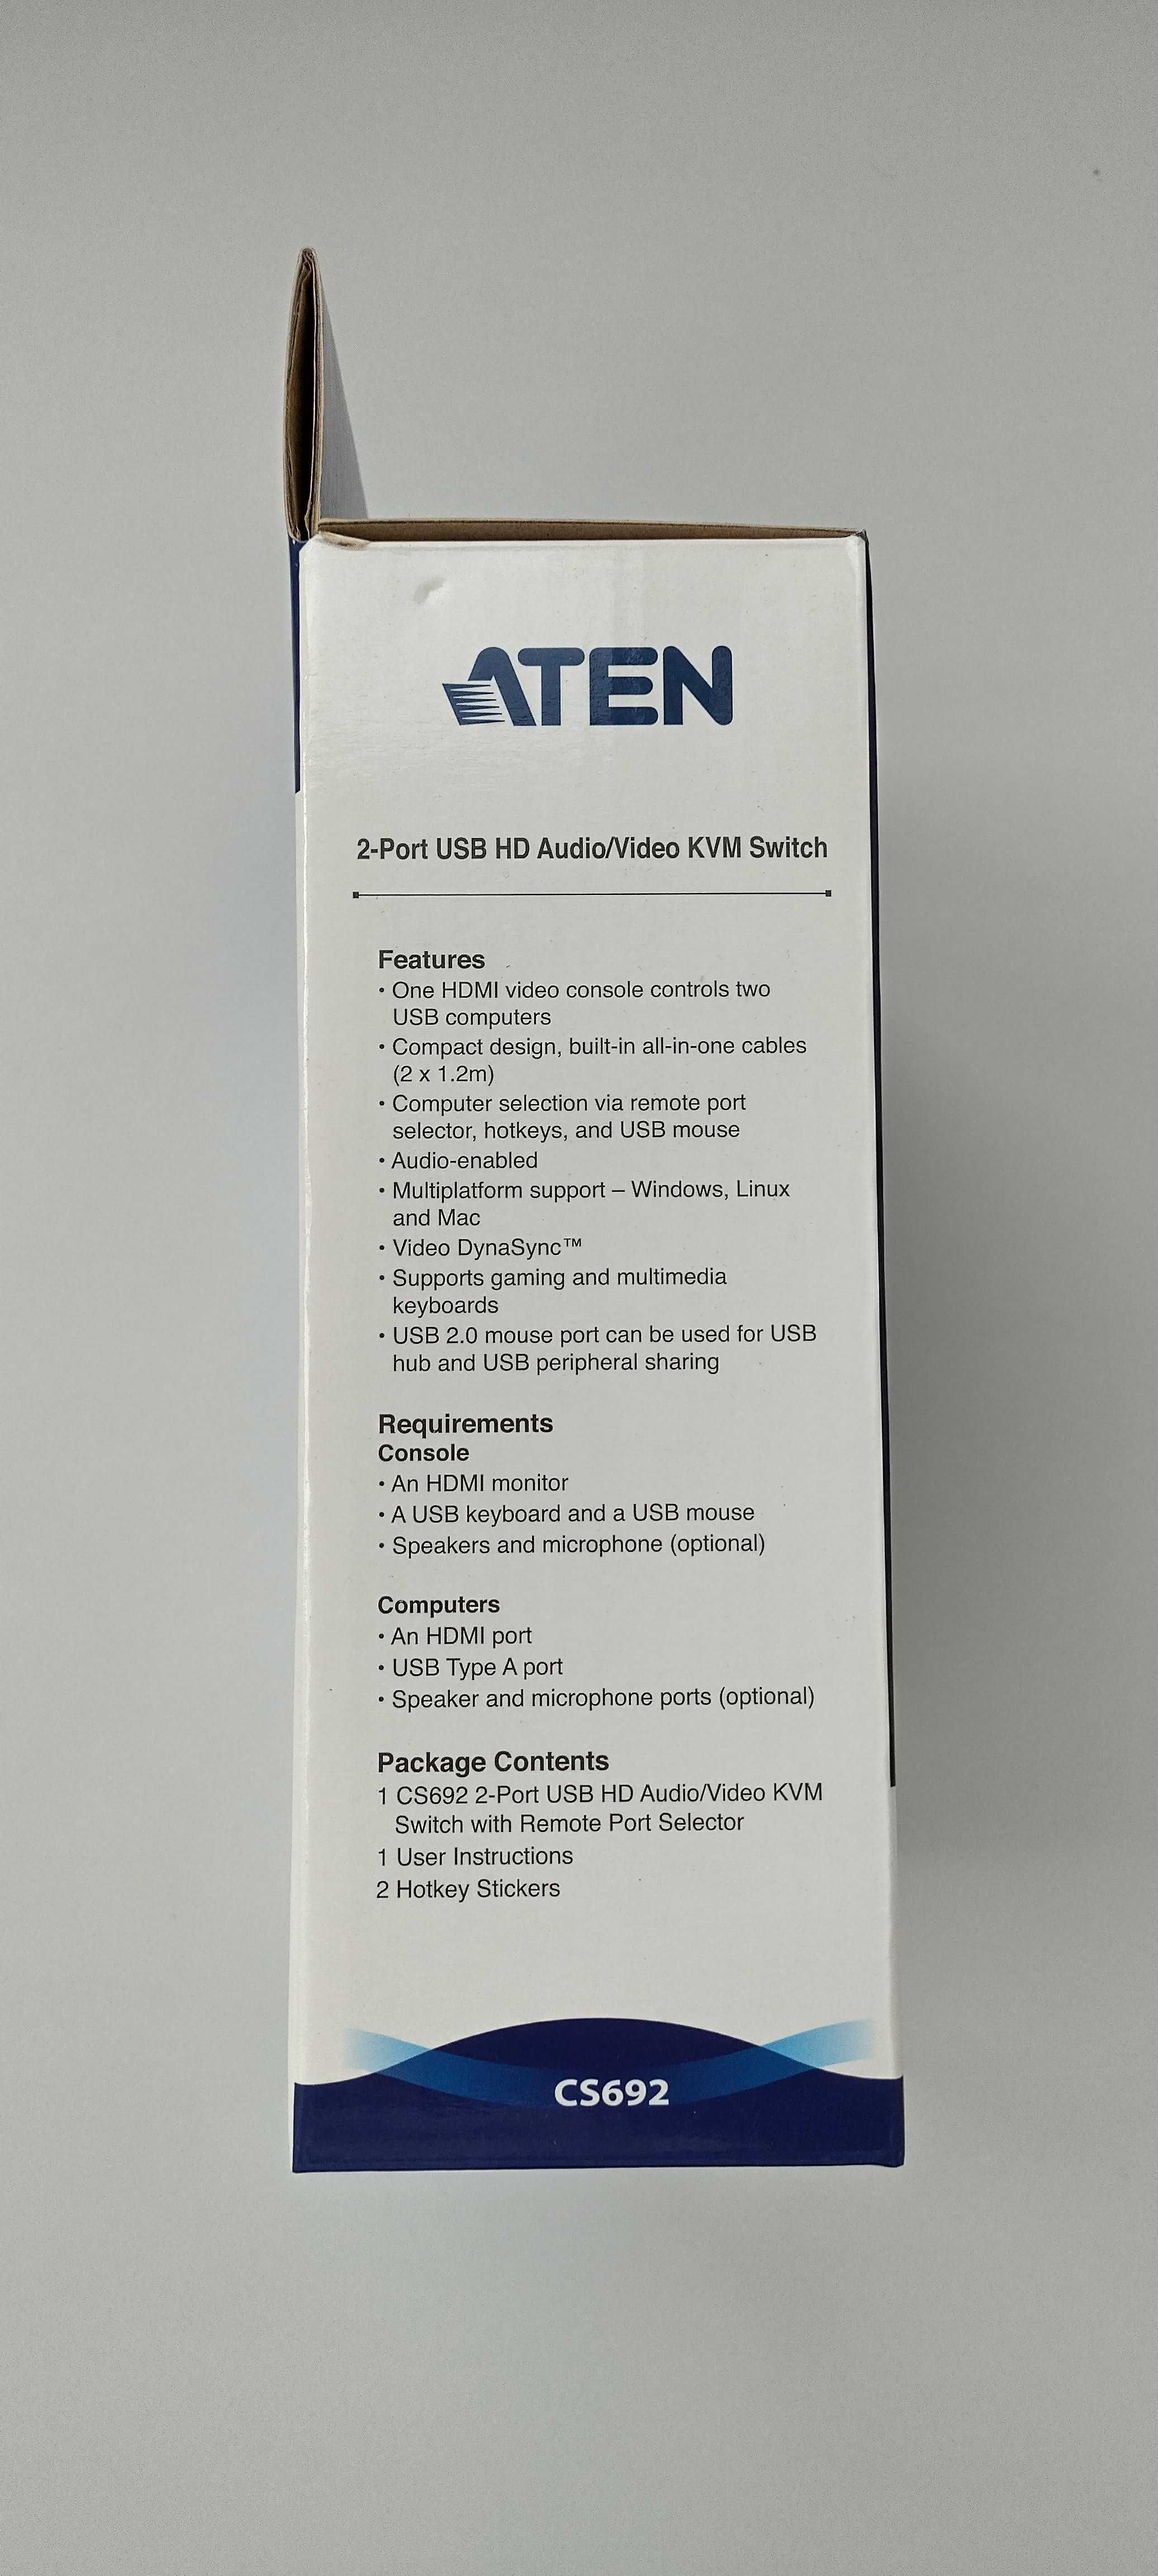 ATEN
2-Port USB HD Audio/Video KVM Switch
Features
• One HDMI video console controls two
USB computers
• Compact design, built-in all-in-one cables
(2 x 1.2m)
• Computer selection via remote port
selector, hotkeys, and USB mouse
• Audio-enabled
• Multiplatform support – Windows, Linux
and Mac
• Video DynaSync™
• Supports gaming and multimedia
keyboards
• USB 2.0 mouse port can be used for USB
hub and USB peripheral sharing
Requirements
Console
• An HDMI monitor
• A USB keyboard and a USB mouse
• Speakers and microphone (optional)
Computers
• An HDMI port
• USB Type A port
• Speaker and microphone ports (optional)
Package Contents
1 CS692 2-Port USB HD Audio/Video KVM
Switch with Remote Port Selector
1 User Instructions
2 Hotkey Stickers
CS692